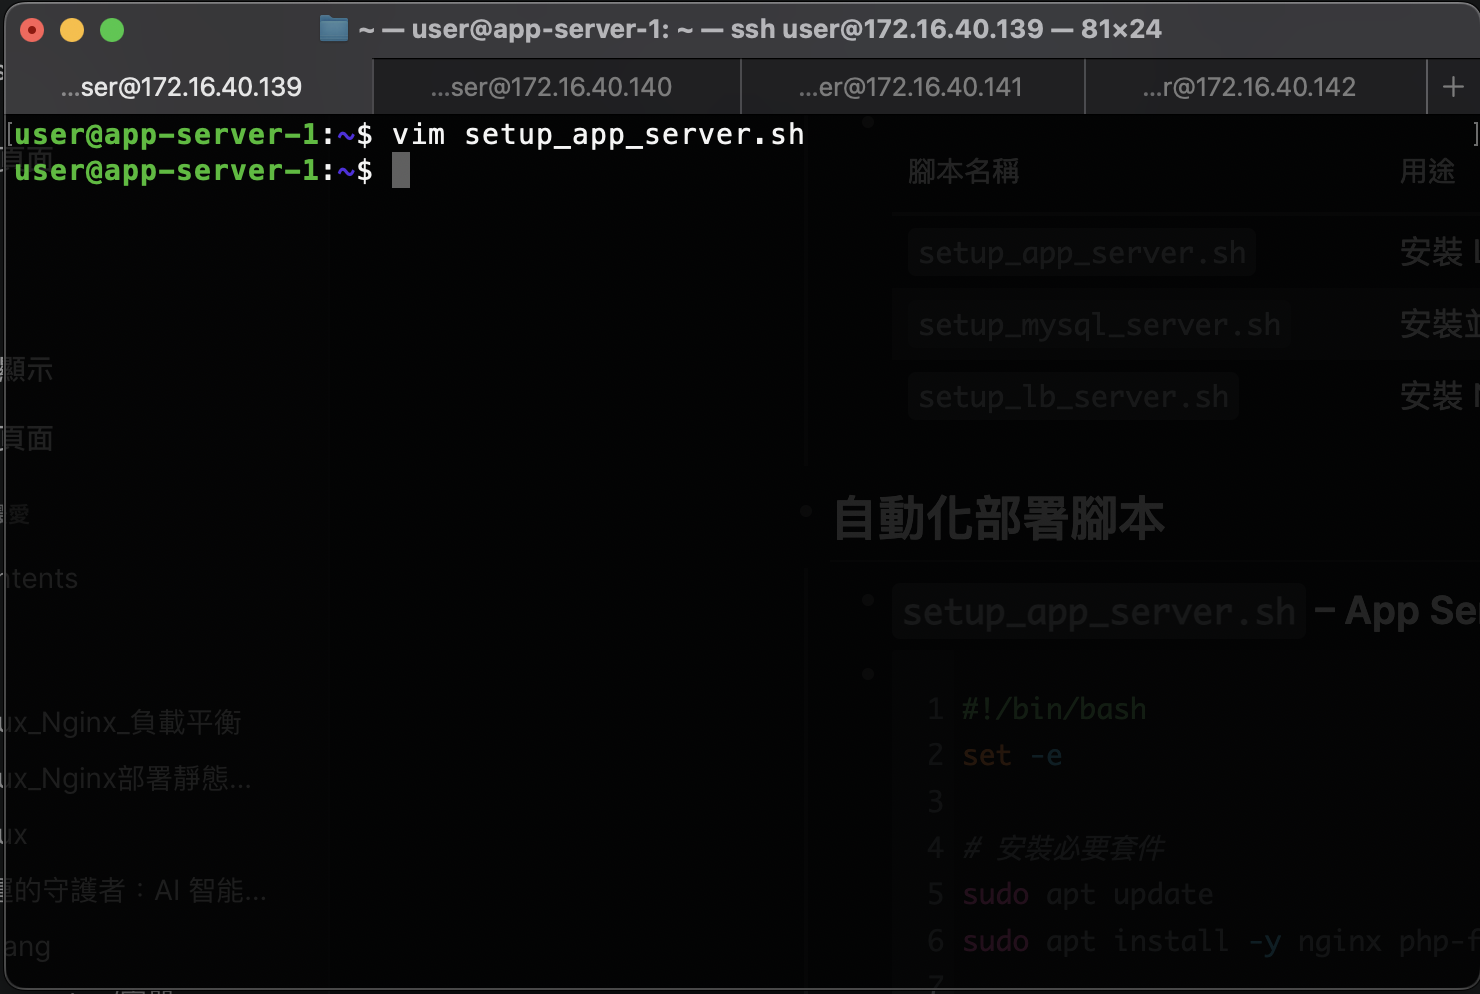 ~ — user@app-server-1: ~ — ssh user@172.16.40.139 — 81×24
...ser@172.16.40.139
...ser@172.16.40.140
...er@172.16.40.141
...r@172.16.40.142
+
[user@app-server-1:~$ vim setup_app_server.sh ]
user@app-server-1:~$
頁面
顯示
頁面
愛
ntents
ux_Nginx_負載平衡
ux_Nginx部署靜態...
ux
的守護者：AI 智能...
ang
腳本名稱 用途
setup_app_server.sh 安裝 L
setup_mysql_server.sh 安裝並
setup_lb_server.sh 安裝 N
自動化部署腳本
setup_app_server.sh – App Se
1 #!/bin/bash
2 set -e
3
4 # 安裝必要套件
5 sudo apt update
6 sudo apt install -y nginx php-f
7